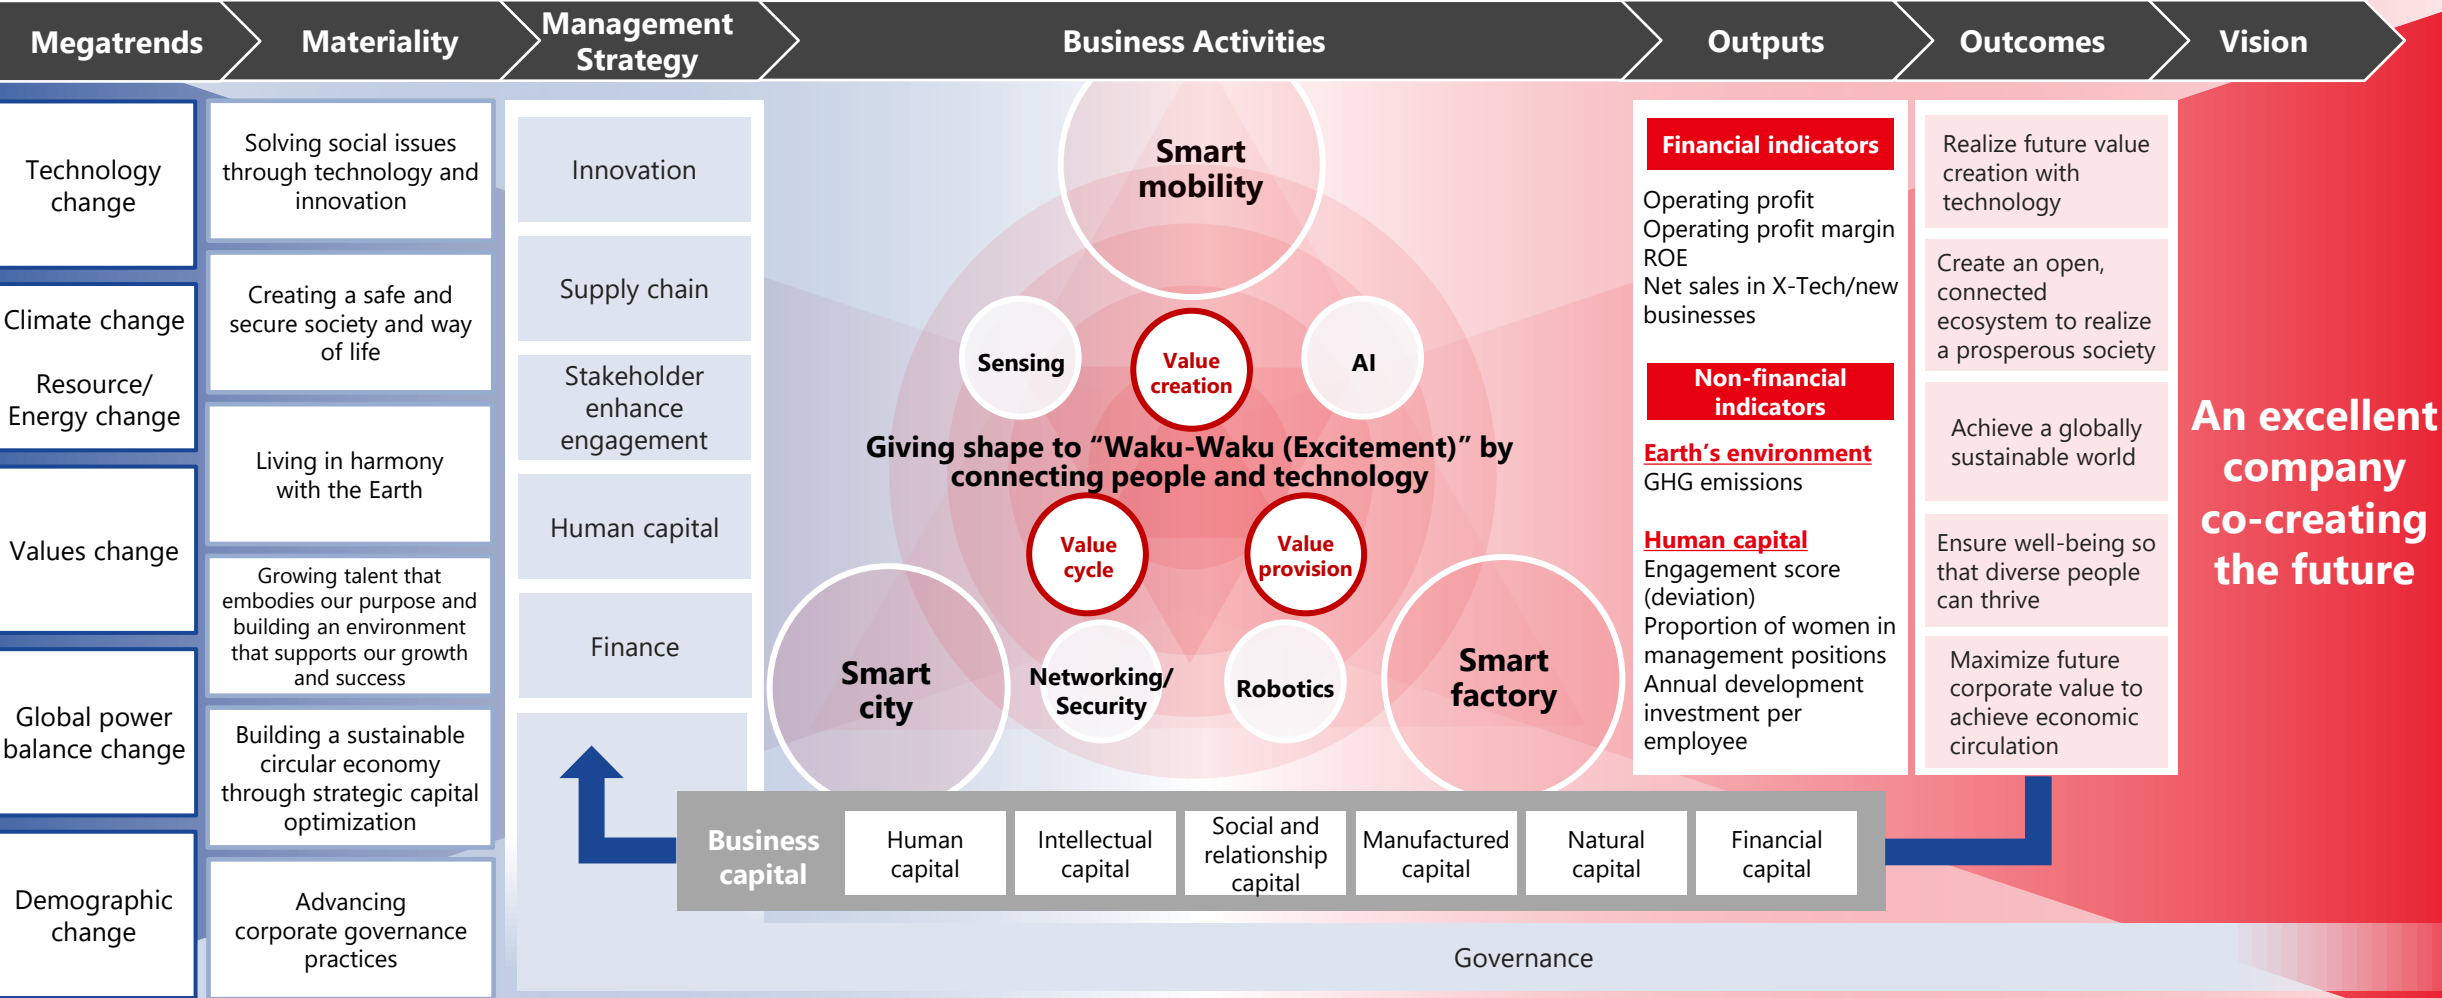 Megatrends
Materiality
Management
Strategy
Business Activities
Outputs
Outcomes
Vision
Technology
change
Climate change
Resource/
Energy change
Values change
Global power
balance change
Demographic
change
Solving social issues
through technology and
innovation
Creating a safe and
secure society and way
of life
Living in harmony
with the Earth
Growing talent that
embodies our purpose and
building an environment
that supports our growth
and success
Building a sustainable
circular economy
through strategic capital
optimization
Advancing
corporate governance
practices
Innovation
Supply chain
Stakeholder
enhance
engagement
Human capital
Finance
Smart
mobility
Sensing
Value
creation
AI
Giving shape to “Waku-Waku (Excitement)” by
connecting people and technology
Value
cycle
Value
provision
Smart
city
Networking/
Security
Robotics
Smart
factory
Financial indicators
Operating profit
Operating profit margin
ROE
Net sales in X-Tech/new
businesses
Non-financial
indicators
Earth’s environment
GHG emissions
Human capital
Engagement score
(deviation)
Proportion of women in
management positions
Annual development
investment per
employee
Realize future value
creation with
technology
Create an open,
connected
ecosystem to realize
a prosperous society
Achieve a globally
sustainable world
Ensure well-being so
that diverse people
can thrive
Maximize future
corporate value to
achieve economic
circulation
An excellent
company
co-creating
the future
Business
capital
Human
capital
Intellectual
capital
Social and
relationship
capital
Manufactured
capital
Natural
capital
Financial
capital
Governance